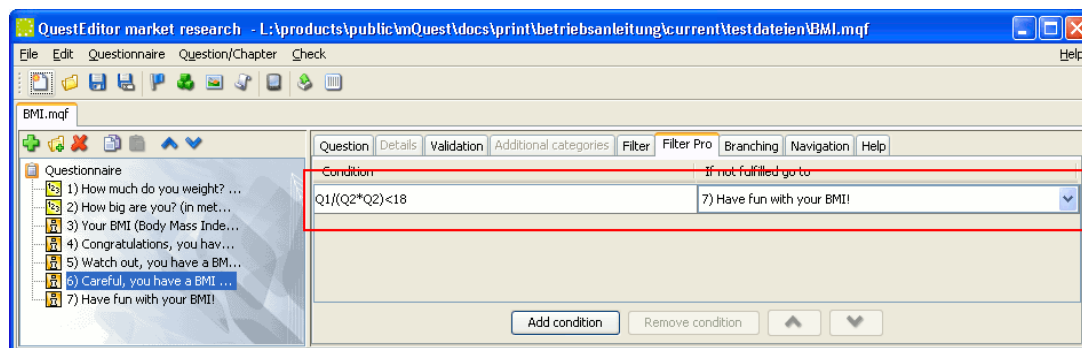 QuestEditor market research - L:\products\public\mQuest\docs\print\betriebsanleitung\current\testdateien\BMI.mqf
File Edit Questionnaire Question/Chapter Check Help
BMI.mqf
Question Details Validation Additional categories Filter Filter Pro Branching Navigation Help
Condition If not fulfilled go to
Q1/(Q2*Q2)<18 7) Have fun with your BMI!
Questionnaire
1) How much do you weight? ...
2) How big are you? (in met...
3) Your BMI (Body Mass Inde...
4) Congratulations, you hav...
5) Watch out, you have a BM...
6) Careful, you have a BMI ...
7) Have fun with your BMI!
Add condition Remove condition